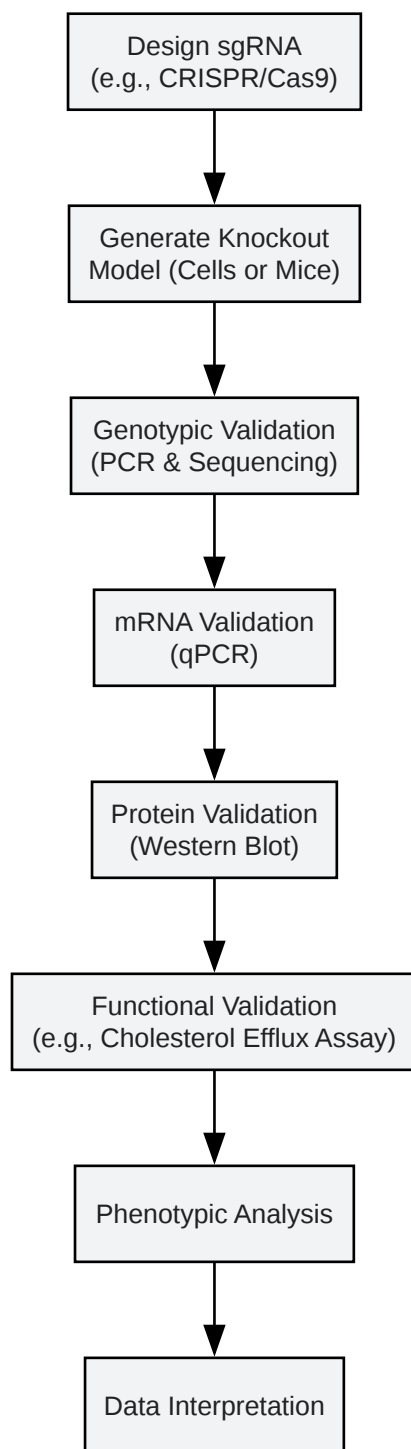 Design sgRNA
(e.g., CRISPR/Cas9)
Generate Knockout
Model (Cells or Mice)
Genotypic Validation
(PCR & Sequencing)
mRNA Validation
(qPCR)
Protein Validation
(Western Blot)
Functional Validation
(e.g., Cholesterol Efflux Assay)
Phenotypic Analysis
Data Interpretation